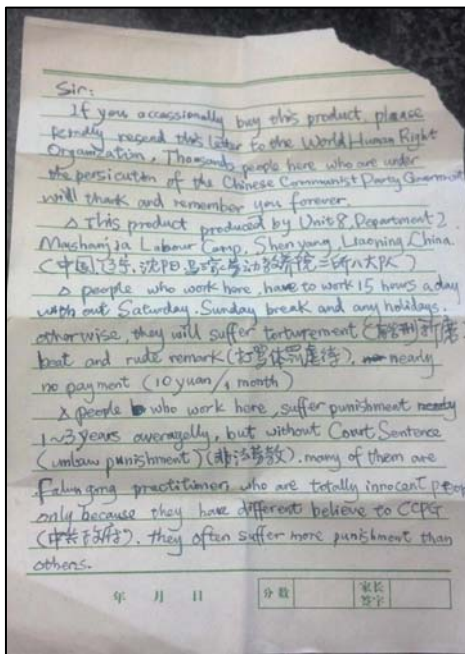 Sir:
If you occassionally buy this product, please
kindly resend this letter to the World Human Right
Organization. Thousands people here who are under
the persicution of the Chinese Communist Party Government
will thank and remember you forever.
△ This product produced by Unit 8, Department 2,
Mashanjia Labour Camp, Shenyang, Liaoning, China.
(中国,辽宁,沈阳,马三家劳动教养院二所八大队)
△ people who work here, have to work 15 hours a day
with out Saturday, Sunday break and any holidays,
otherwise, they will suffer torturement ( 折磨,
beat and rude remark (打骂体罚虐待), nearly
no payment (10 yuan/1 month)
△ people who work here, suffer punishment
1~3 years averagelly, but without Court Sentence
(unlaw punishment) (非法劳教). many of them are
Falungong practitioner, who are totally innocent people
only because they have different believe to CCPG
(中共政府), they often suffer more punishment than
others.
年 月 日 分数 家长签字